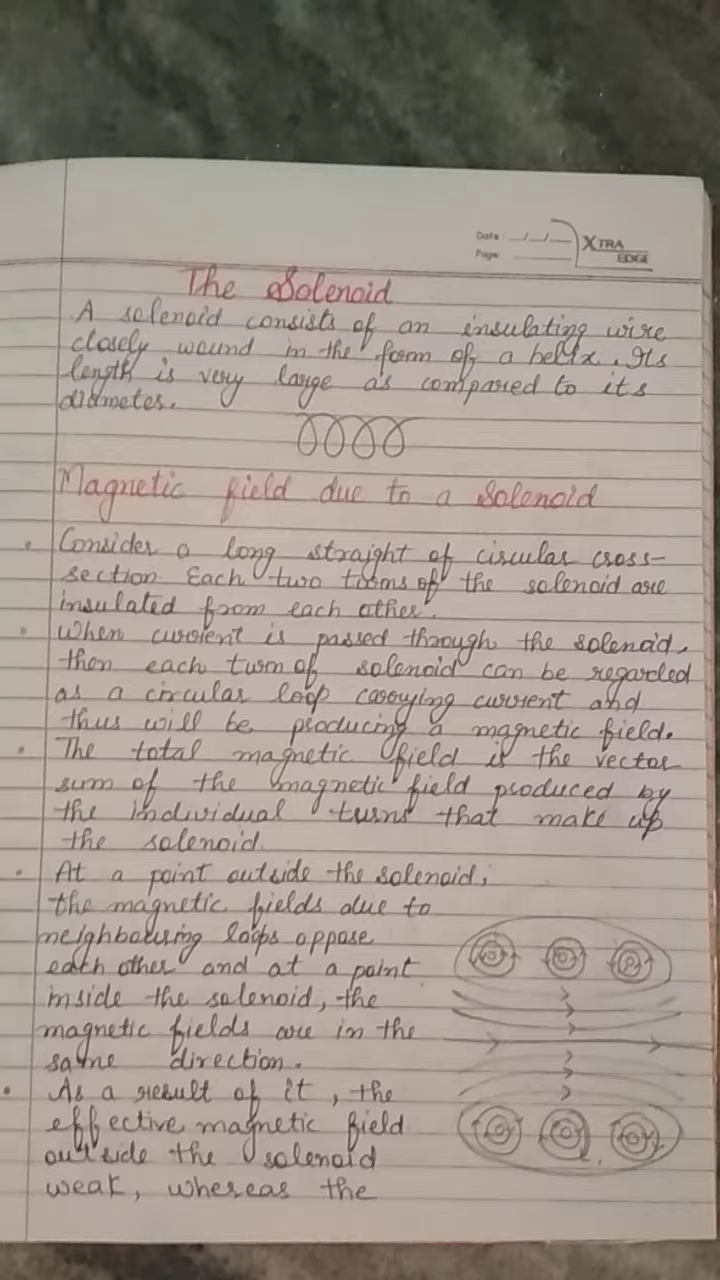 Date: __/__/__
XTRA
Page:
EDGE
The Solenoid
A solenoid consists of an insulating wire
closely wound in the form of a helix. Its
length is very large as compared to its
diameter.
Magnetic field due to a Solenoid
• Consider a long straight of circular cross-
section. Each two turns of the solenoid are
insulated from each other.
• When current is passed through the solenoid,
then each turn of solenoid can be regarded
as a circular loop carrying current and
thus will be producing a magnetic field.
• The total magnetic field is the vector
sum of the magnetic field produced by
the individual turns that make up
the solenoid.
• At a point outside the solenoid,
the magnetic fields due to
neighbouring loops oppose
each other and at a point
inside the solenoid, the
magnetic fields are in the
same direction.
• As a result of it, the
effective magnetic field
outside the solenoid
weak, whereas the